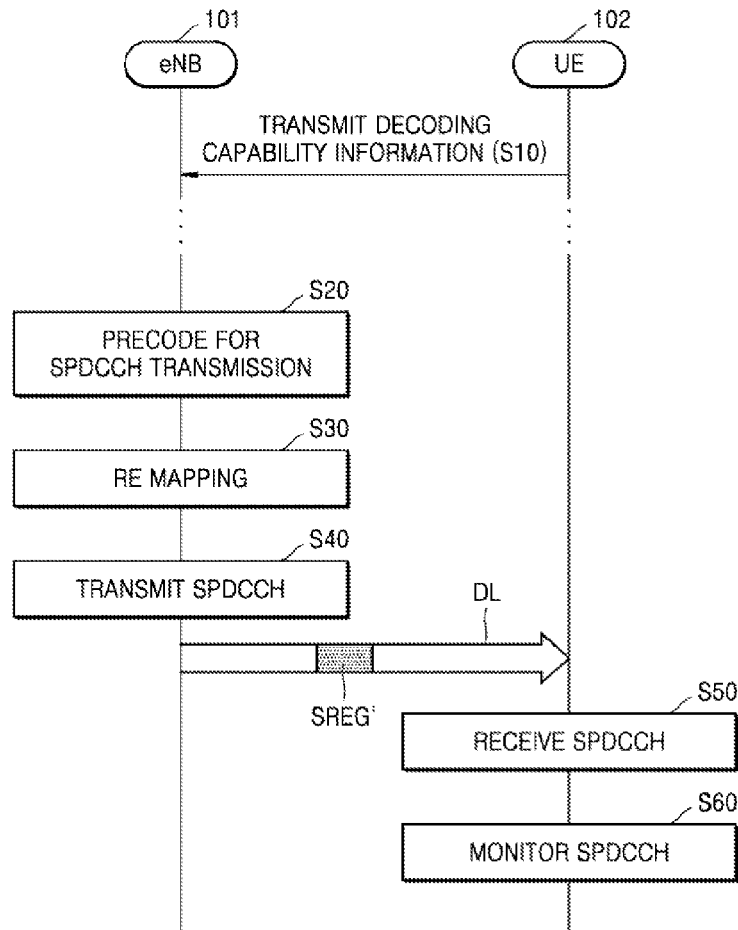 101
102
eNB
UE
TRANSMIT DECODING
CAPABILITY INFORMATION (S10)
S20
PRECODE FOR
SPDCCH TRANSMISSION
S30
RE MAPPING
S40
TRANSMIT SPDCCH
DL
SREG'
S50
RECEIVE SPDCCH
S60
MONITOR SPDCCH